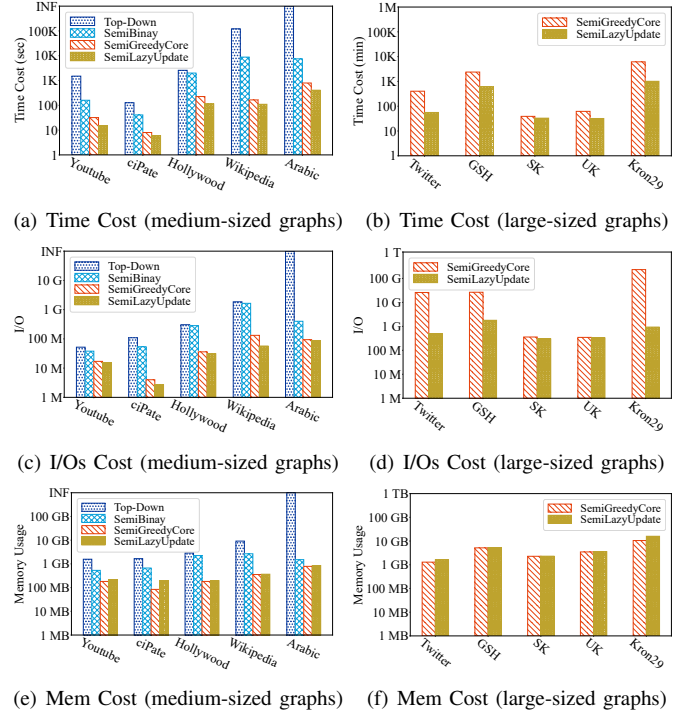 INF
100K
10K
1K
100
10
1
Time Cost (sec)
Top-Down
SemiBinay
SemiGreedyCore
SemiLazyUpdate
Youtube
ciPate
Hollywood
Wikipedia
Arabic
(a) Time Cost (medium-sized graphs)
1 M
100K
10K
1K
100
10
1
Time Cost (min)
SemiGreedyCore
SemiLazyUpdate
Twitter
GSH
SK
UK
Kron29
(b) Time Cost (large-sized graphs)
INF
10 G
1 G
100 M
10 M
1 M
I/O
Top-Down
SemiBinay
SemiGreedyCore
SemiLazyUpdate
Youtube
ciPate
Hollywood
Wikipedia
Arabic
(c) I/Os Cost (medium-sized graphs)
1 T
100 G
10 G
1 G
100 M
10 M
1 M
I/O
SemiGreedyCore
SemiLazyUpdate
Twitter
GSH
SK
UK
Kron29
(d) I/Os Cost (large-sized graphs)
INF
100 GB
10 GB
1 GB
100 MB
10 MB
1 MB
Memory Usage
Top-Down
SemiBinay
SemiGreedyCore
SemiLazyUpdate
Youtube
ciPate
Hollywood
Wikipedia
Arabic
(e) Mem Cost (medium-sized graphs)
1 TB
100 GB
10 GB
1 GB
100 MB
10 MB
1 MB
Memory Usage
SemiGreedyCore
SemiLazyUpdate
Twitter
GSH
SK
UK
Kron29
(f) Mem Cost (large-sized graphs)